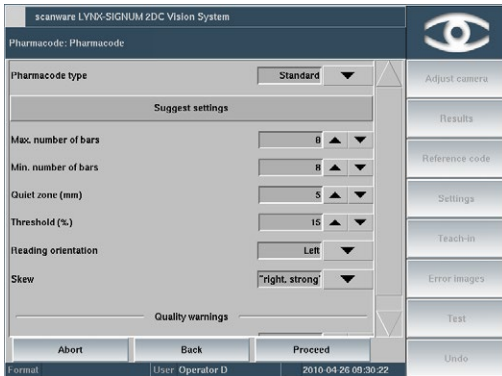 scanware LYNX-SIGNUM 2DC Vision System
Pharmacode: Pharmacode
Pharmacode type Standard
Suggest settings
Max. number of bars 8
Min. number of bars 8
Quiet zone (mm) 5
Threshold (%) 15
Reading orientation Left
Skew "right, strong"
Quality warnings
Abort Back Proceed
Format User Operator D 2010-04-26 09:30:22
Adjust camera
Results
Reference code
Settings
Teach-in
Error images
Test
Undo